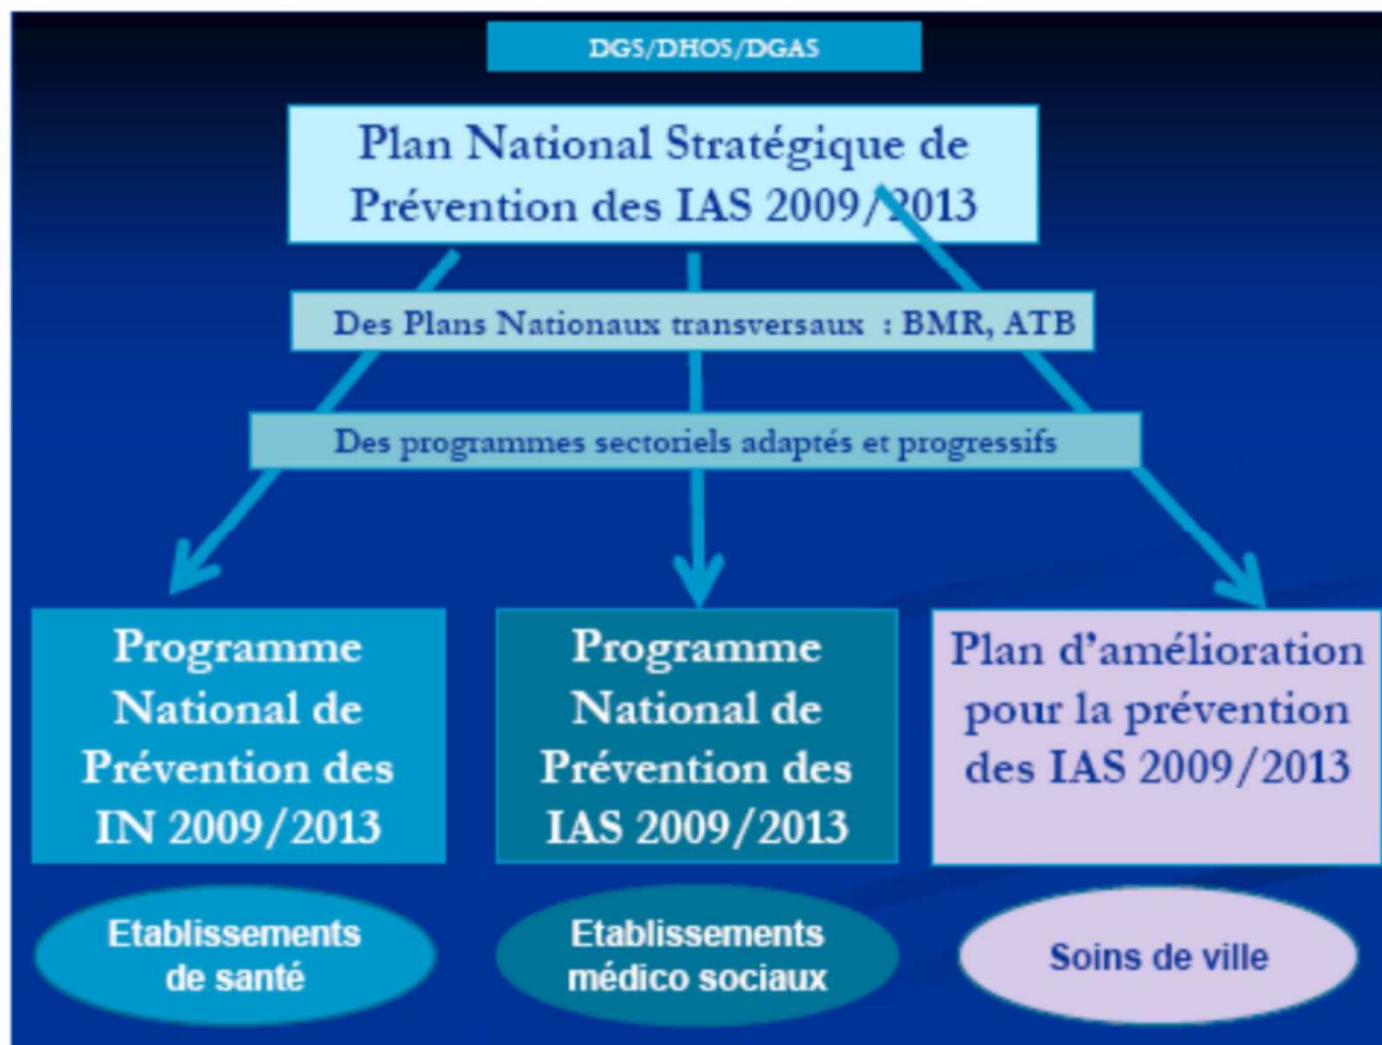 DGS/DHOS/DGAS
Plan National Stratégique de
Prévention des IAS 2009/2013
Des Plans Nationaux transversaux : BMR, ATB
Des programmes sectoriels adaptés et progressifs
Programme
National de
Prévention des
IN 2009/2013
Programme
National de
Prévention des
IAS 2009/2013
Plan d'amélioration
pour la prévention
des IAS 2009/2013
Etablissements
de santé
Etablissements
médico sociaux
Soins de ville